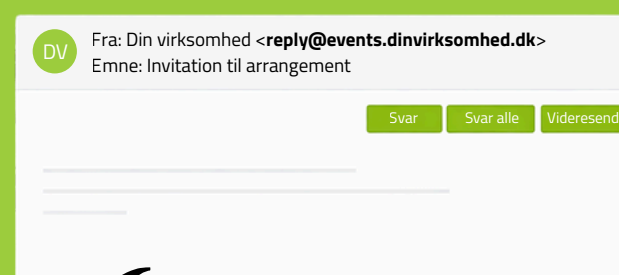 DV
Fra: Din virksomhed <reply@events.dinvirksomhed.dk>
Emne: Invitation til arrangement
Svar Svar alle Videresend